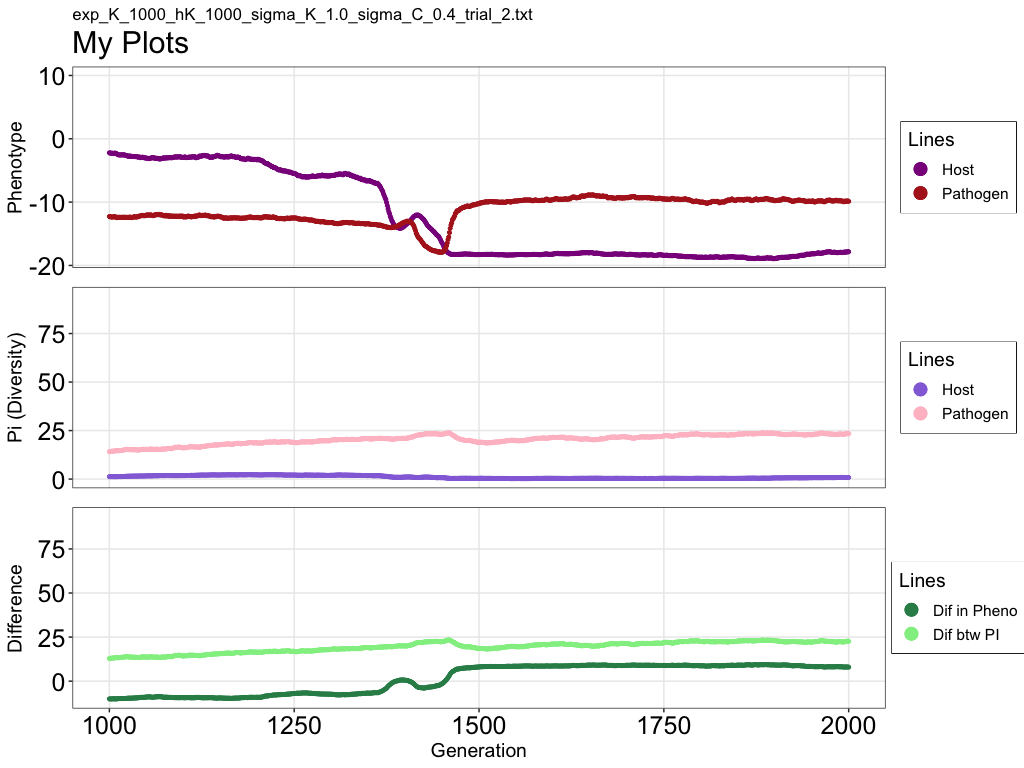 exp_K_1000_hK_1000_sigma_K_1.0_sigma_C_0.4_trial_2.txt
My Plots
Phenotype
10
0
-10
-20
Lines
Host
Pathogen
Pi (Diversity)
75
50
25
0
Lines
Host
Pathogen
Difference
75
50
25
0
Lines
Dif in Pheno
Dif btw PI
1000 1250 1500 1750 2000
Generation